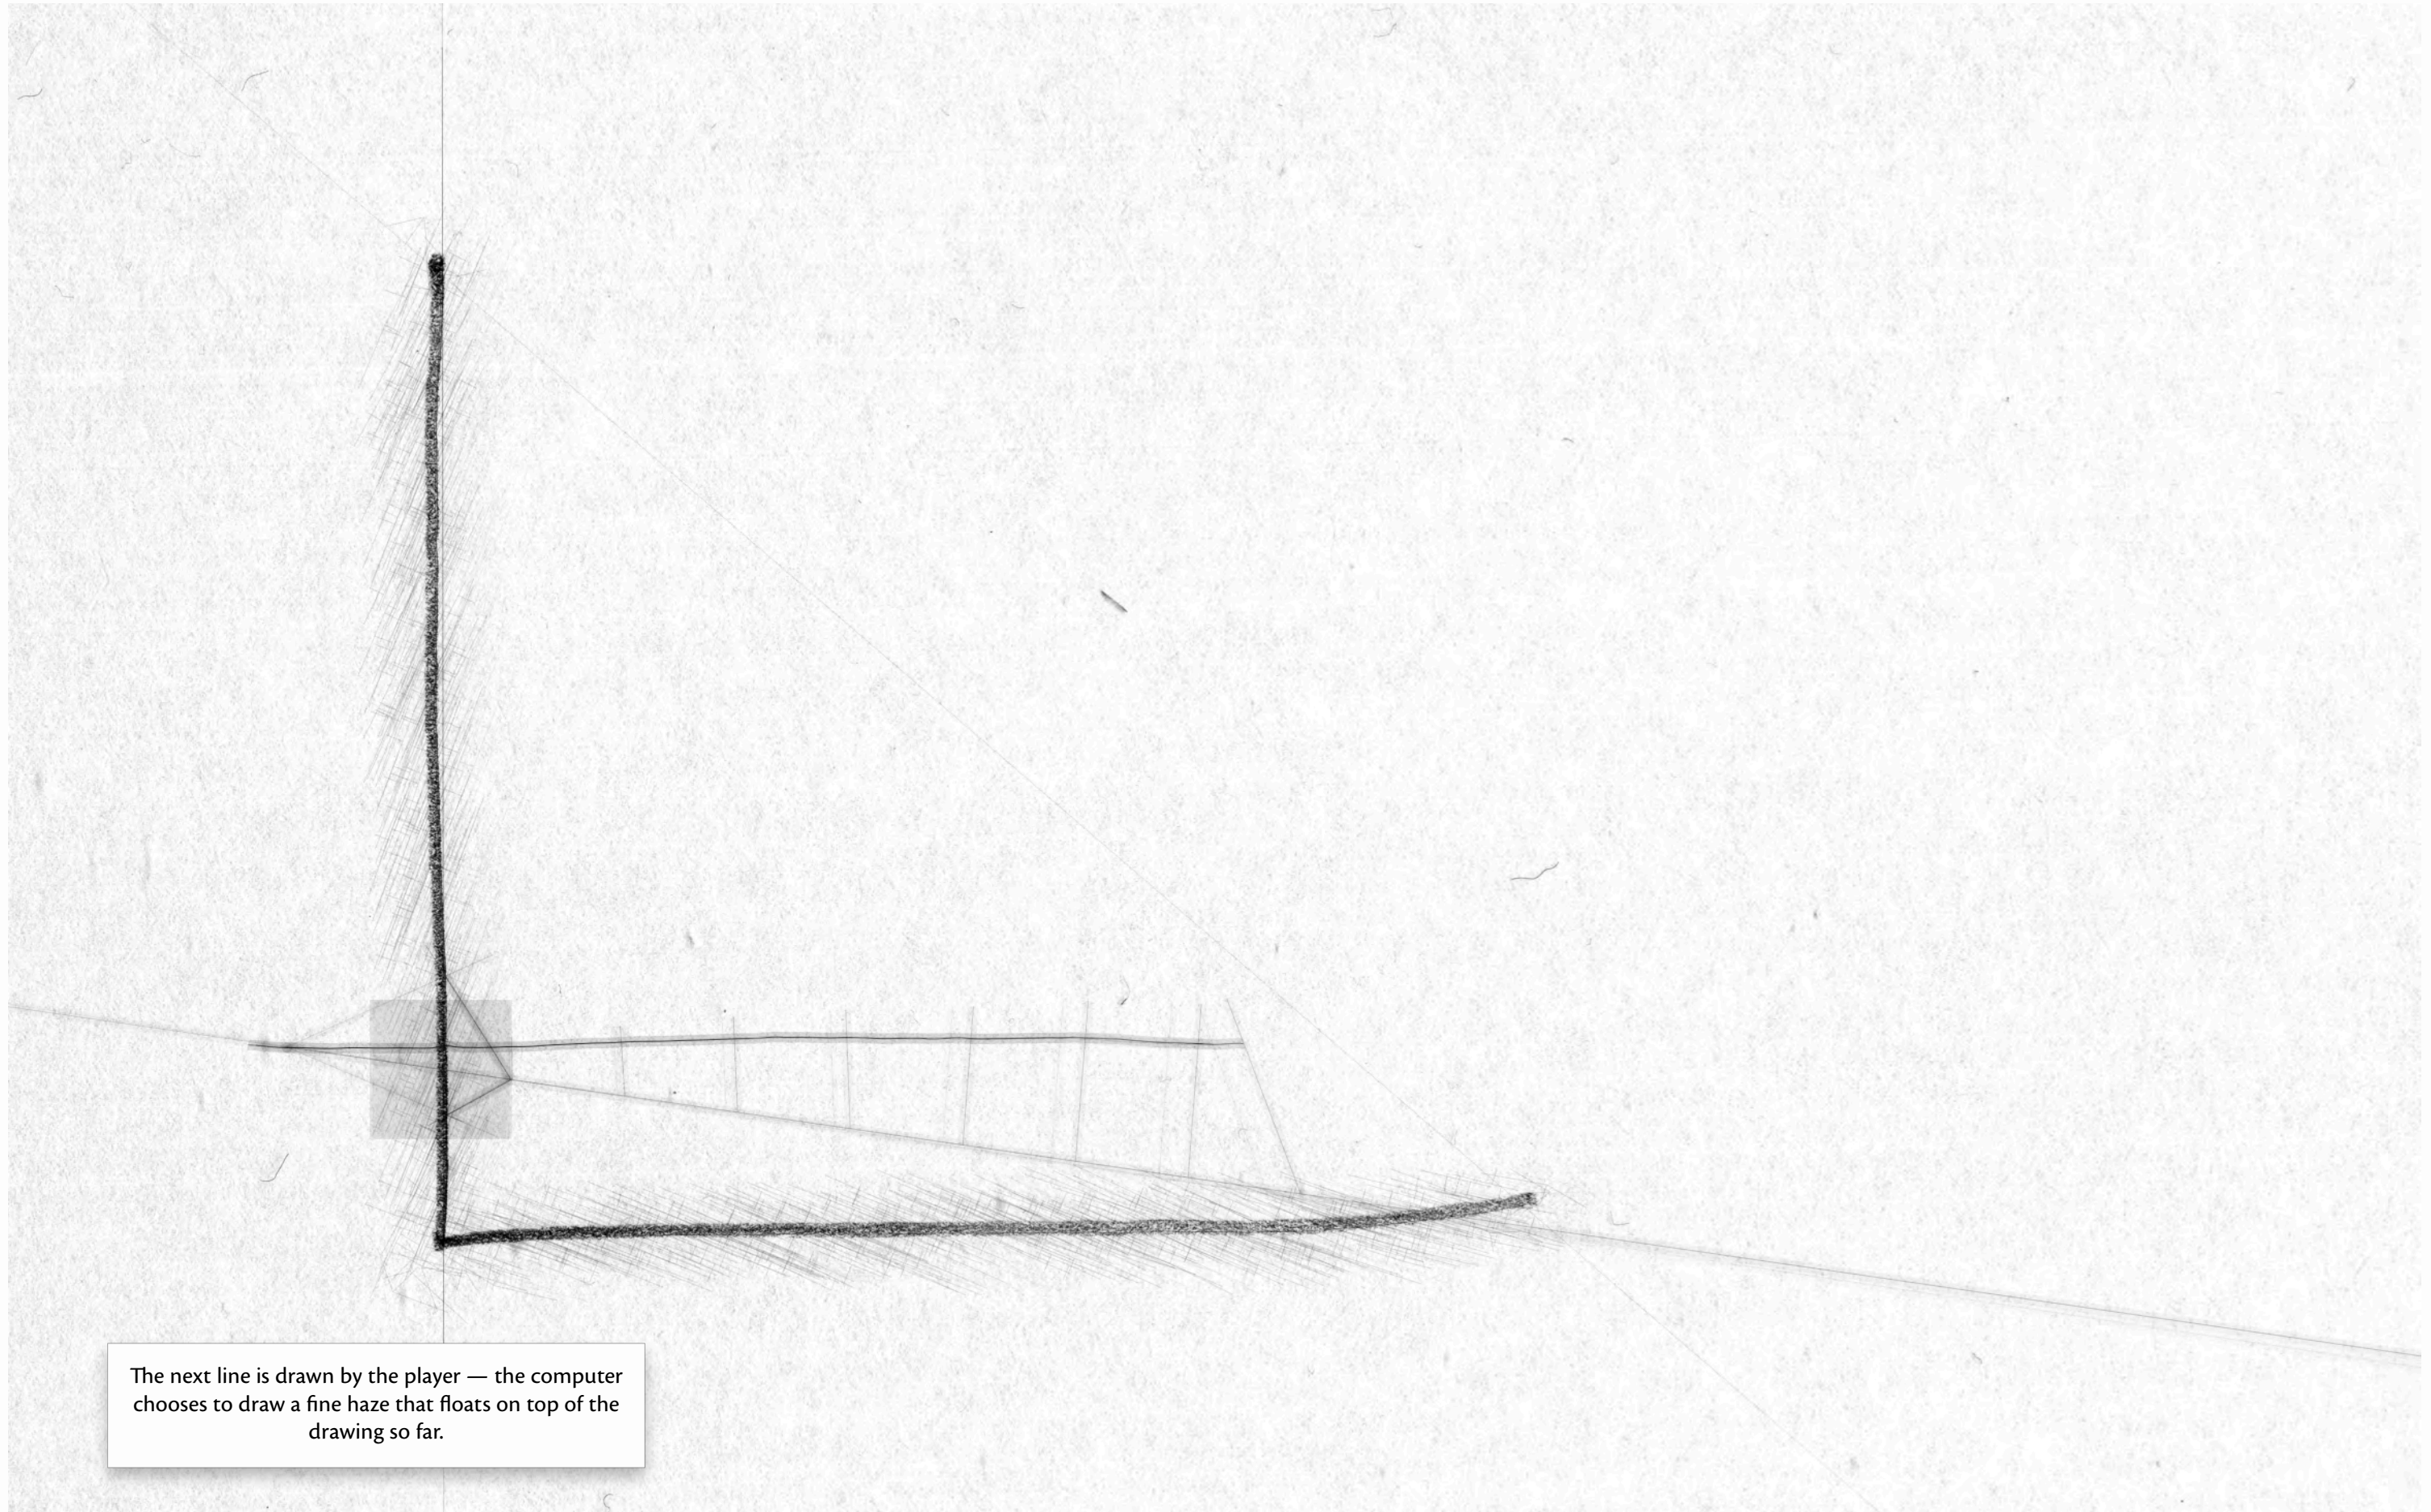 The next line is drawn by the player — the computer
chooses to draw a fine haze that floats on top of the
drawing so far.